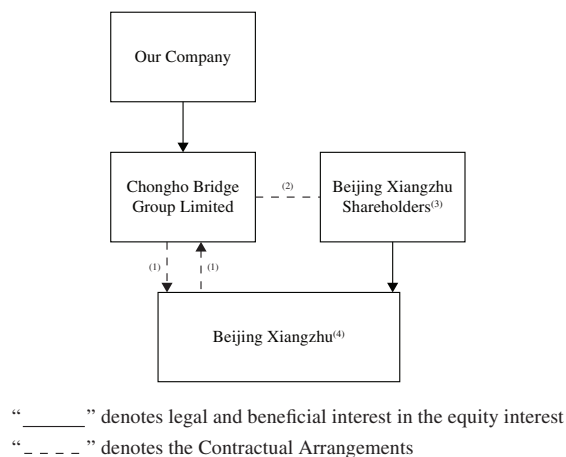 Our Company
Chongho Bridge
Group Limited
(2)
Beijing Xiangzhu
Shareholders(3)
(1)
(1)
Beijing Xiangzhu(4)
“ ______ ” denotes legal and beneficial interest in the equity interest
“ _ _ _ _ ” denotes the Contractual Arrangements